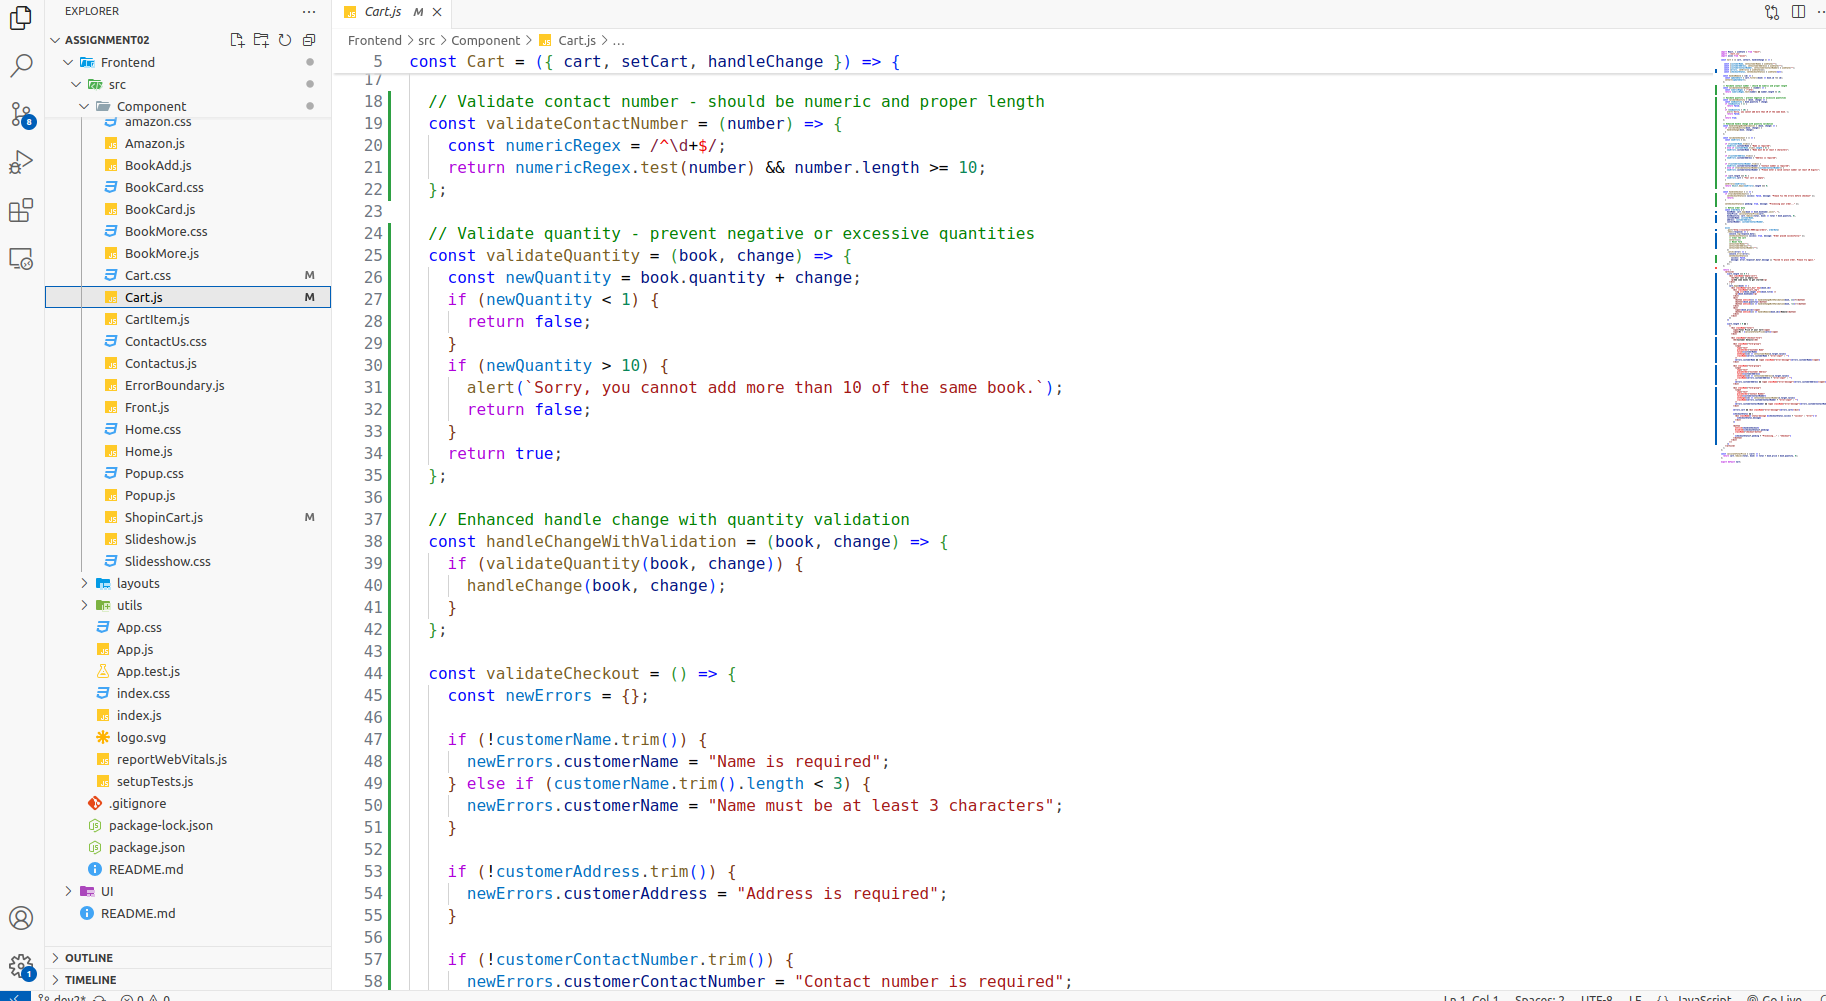 EXPLORER
ASSIGNMENT02
Frontend
src
Component
amazon.css
Amazon.js
BookAdd.js
BookCard.css
BookCard.js
BookMore.css
BookMore.js
Cart.css M
Cart.js M
CartItem.js
ContactUs.css
Contactus.js
ErrorBoundary.js
Front.js
Home.css
Home.js
Popup.css
Popup.js
ShopinCart.js M
Slideshow.js
Slidesshow.css
layouts
utils
App.css
App.js
App.test.js
index.css
index.js
logo.svg
reportWebVitals.js
setupTests.js
.gitignore
package-lock.json
package.json
README.md
UI
README.md
OUTLINE
TIMELINE
8
1
Cart.js M
Frontend > src > Component > Cart.js > ...
5 const Cart = ({ cart, setCart, handleChange }) => {
17
18 // Validate contact number - should be numeric and proper length
19 const validateContactNumber = (number) => {
20 const numericRegex = /^\d+$/;
21 return numericRegex.test(number) && number.length >= 10;
22 };
23
24 // Validate quantity - prevent negative or excessive quantities
25 const validateQuantity = (book, change) => {
26 const newQuantity = book.quantity + change;
27 if (newQuantity < 1) {
28 return false;
29 }
30 if (newQuantity > 10) {
31 alert(`Sorry, you cannot add more than 10 of the same book.`);
32 return false;
33 }
34 return true;
35 };
36
37 // Enhanced handle change with quantity validation
38 const handleChangeWithValidation = (book, change) => {
39 if (validateQuantity(book, change)) {
40 handleChange(book, change);
41 }
42 };
43
44 const validateCheckout = () => {
45 const newErrors = {};
46
47 if (!customerName.trim()) {
48 newErrors.customerName = "Name is required";
49 } else if (customerName.trim().length < 3) {
50 newErrors.customerName = "Name must be at least 3 characters";
51 }
52
53 if (!customerAddress.trim()) {
54 newErrors.customerAddress = "Address is required";
55 }
56
57 if (!customerContactNumber.trim()) {
58 newErrors.customerContactNumber = "Contact number is required";
dev2* 0 0
Ln 1, Col 1 Spaces: 2 UTF-8 LF {} JavaScript Go Live